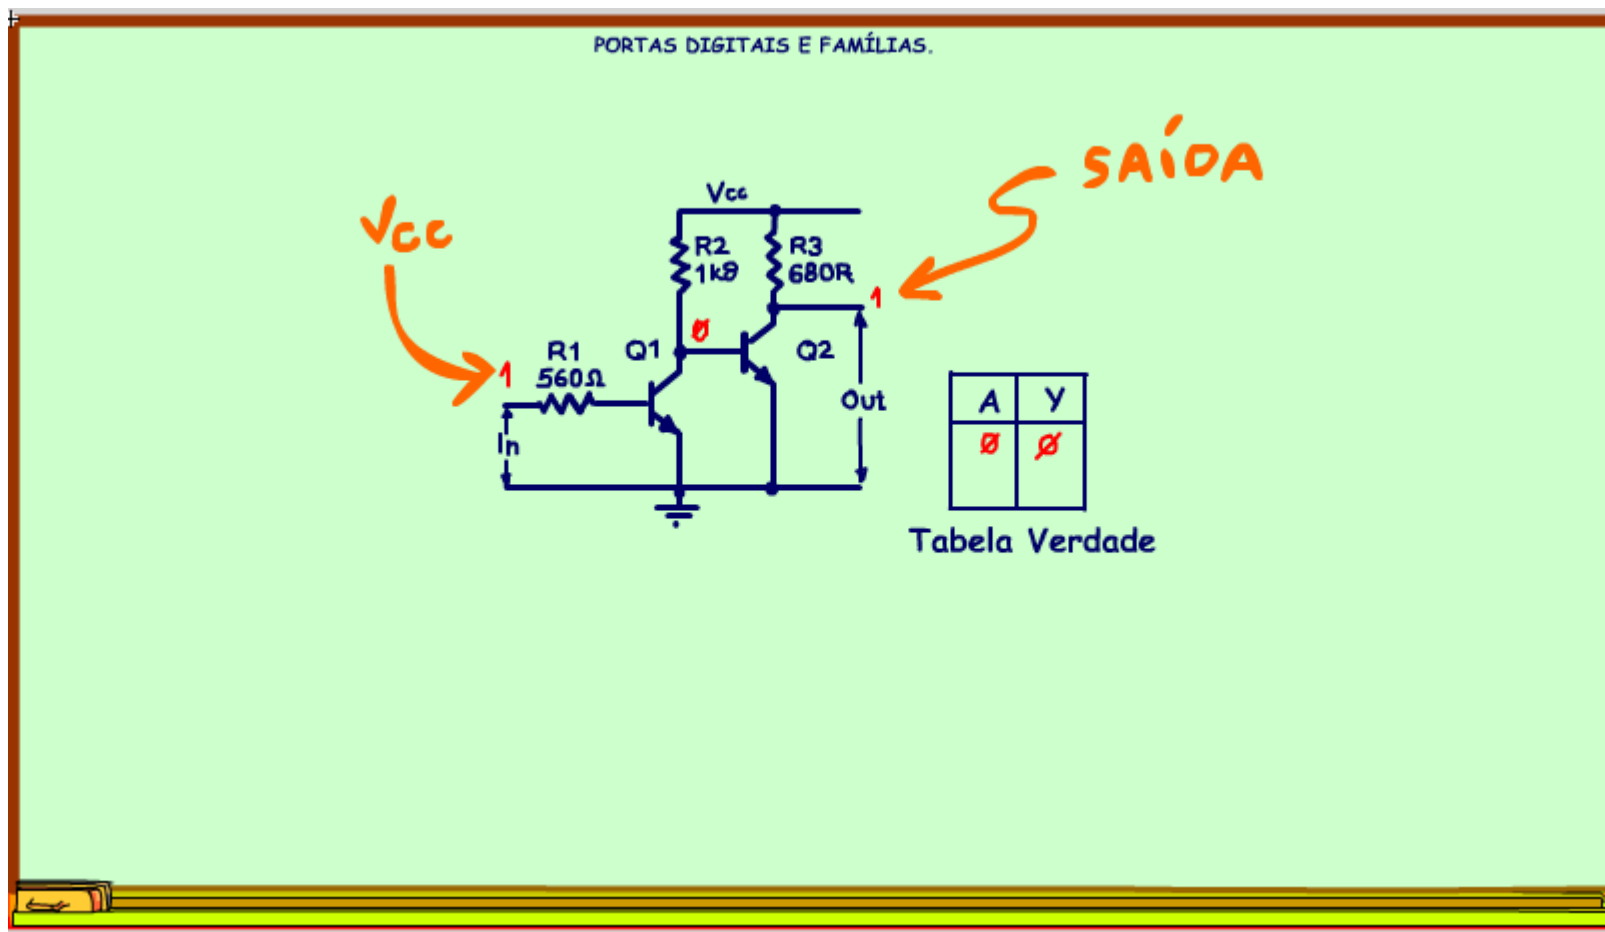 PORTAS DIGITAIS E FAMÍLIAS.
SAÍDA
Vcc
Vcc
R2
1k8
R3
680R
1
0
1
R1
560Ω
Q1
Q2
In
Out
A Y
0 0
Tabela Verdade